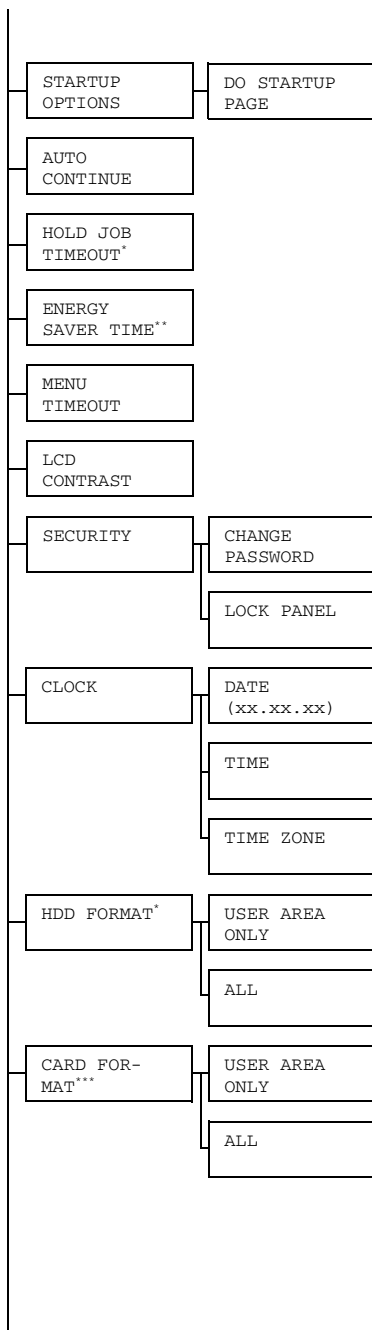 STARTUP
OPTIONS
DO STARTUP
PAGE
AUTO
CONTINUE
HOLD JOB
TIMEOUT*
ENERGY
SAVER TIME**
MENU
TIMEOUT
LCD
CONTRAST
SECURITY
CHANGE
PASSWORD
LOCK PANEL
CLOCK
DATE
(xx.xx.xx)
TIME
TIME ZONE
HDD FORMAT*
USER AREA
ONLY
ALL
CARD FOR-
MAT***
USER AREA
ONLY
ALL